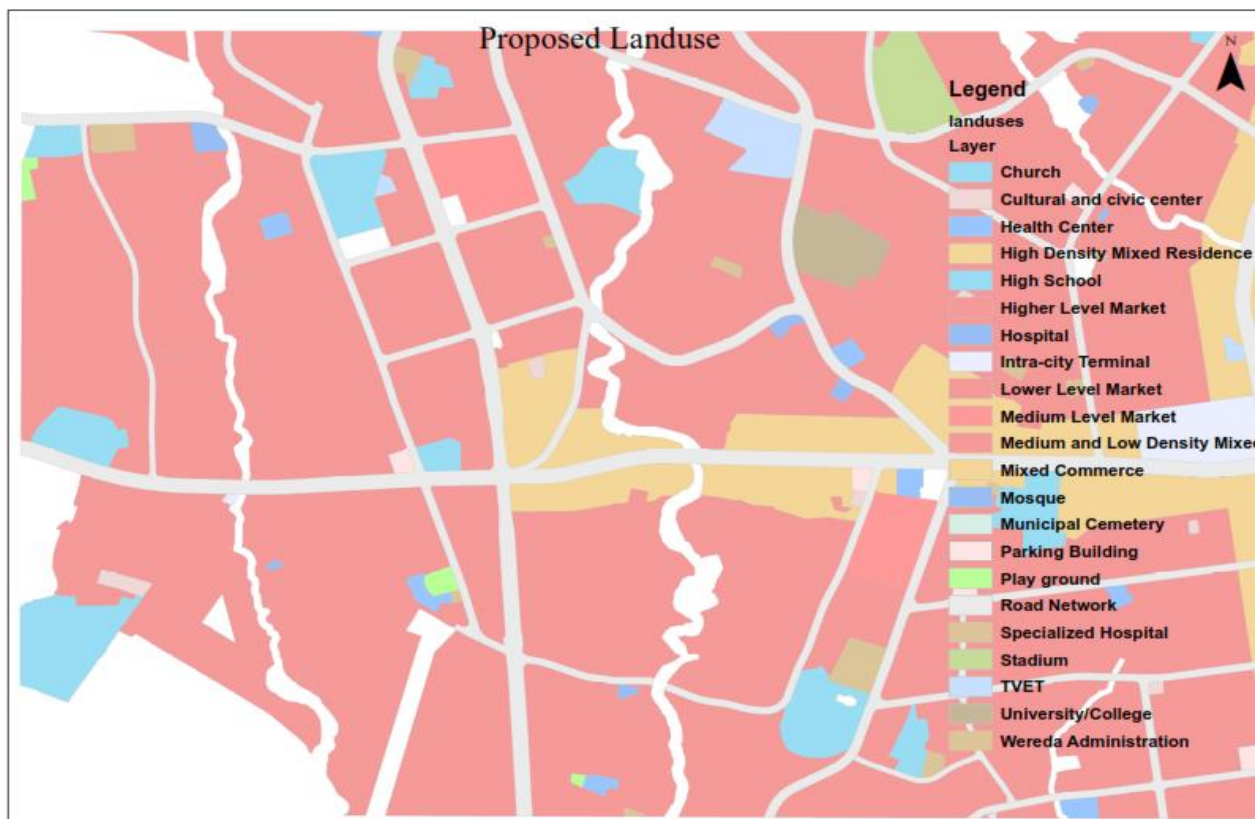 Proposed Landuse
N
Legend
landuses
Layer
Church
Cultural and civic center
Health Center
High Density Mixed Residence
High School
Higher Level Market
Hospital
Intra-city Terminal
Lower Level Market
Medium Level Market
Medium and Low Density Mixed
Mixed Commerce
Mosque
Municipal Cemetery
Parking Building
Play ground
Road Network
Specialized Hospital
Stadium
TVET
University/College
Wereda Administration